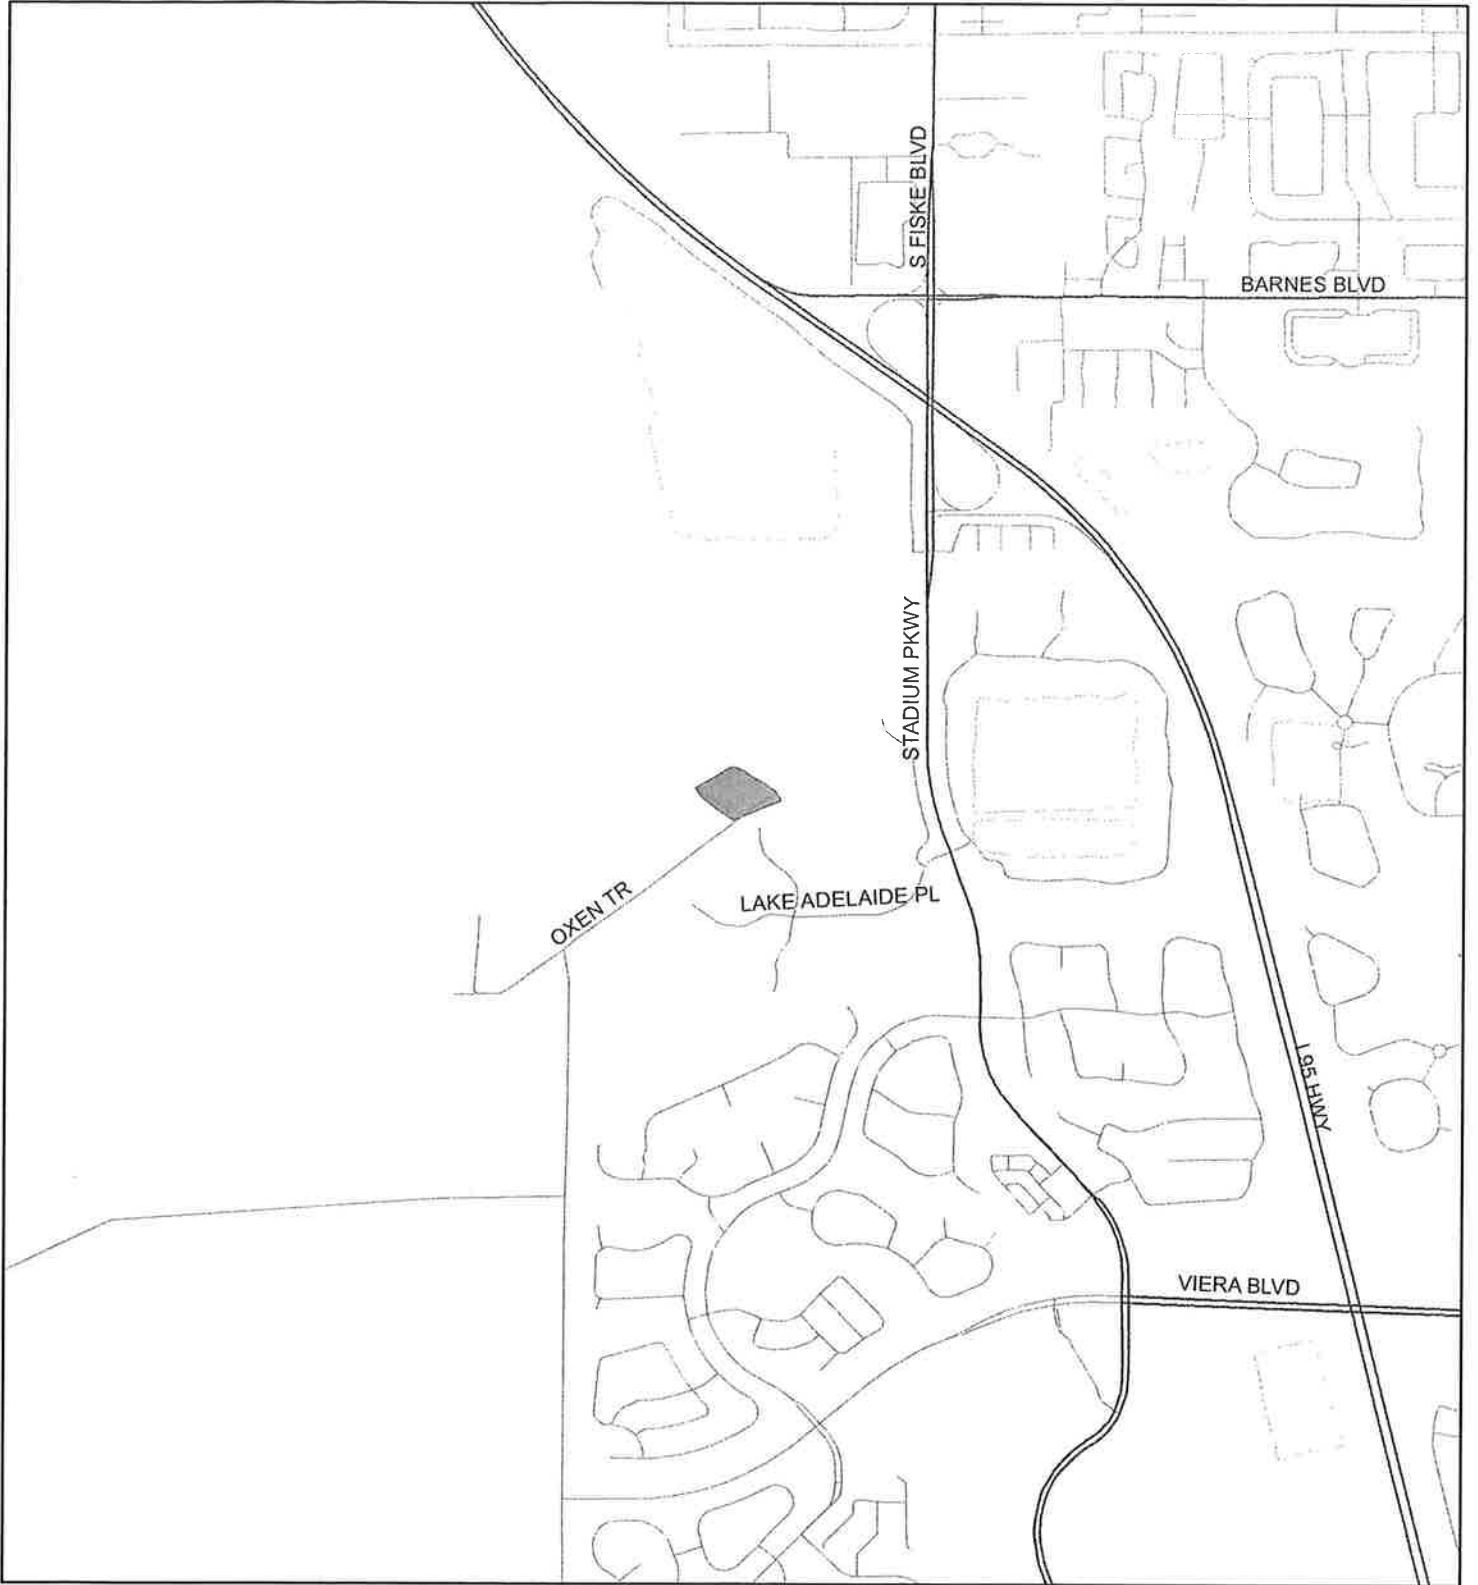 S FISKE BLVD
BARNES BLVD
STADIUM PKWY
OXEN TR
LAKE ADELAIDE PL
I 95 HWY
VIERA BLVD